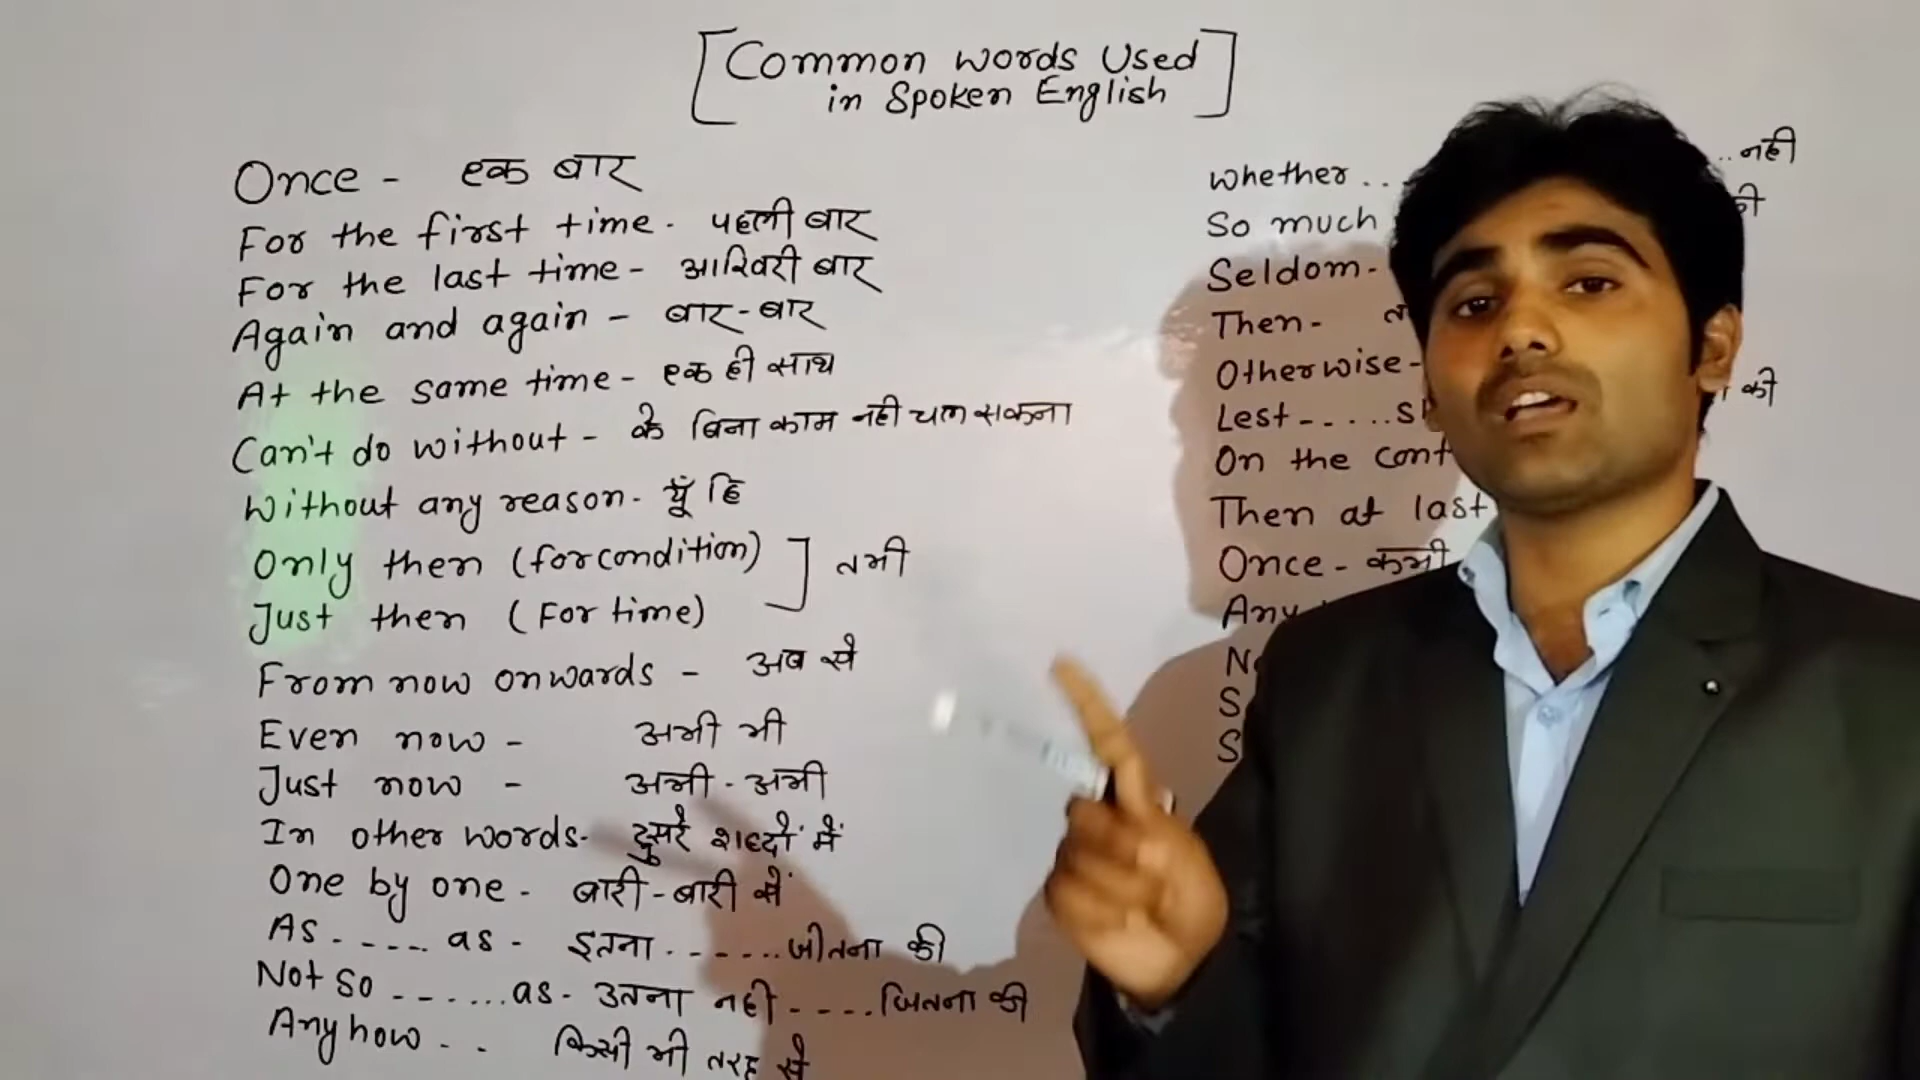 [Common words Used
in Spoken English]
Once - एक बार
For the first time - पहली बार
For the last time - आखिरी बार
Again and again - बार-बार
At the same time - एक ही साथ
Can't do without - के बिना काम नही चल सकना
Without any reason - यूँ हि
Only then (for condition) ] तभी
Just then (For time)
From now onwards - अब से
Even now - अभी भी
Just now - अभी-अभी
In other words - दुसरे शब्दों में
One by one - बारी-बारी सें
As ..... as - इतना ....... जीतना की
Not so ...... as - उतना नही .... जितना की
Anyhow .. किसी भी तरह से
whether .. ..नही
So much
Seldom -
Then -
Otherwise -
Lest ..... की
On the
Then at last
Once - कभी
Any